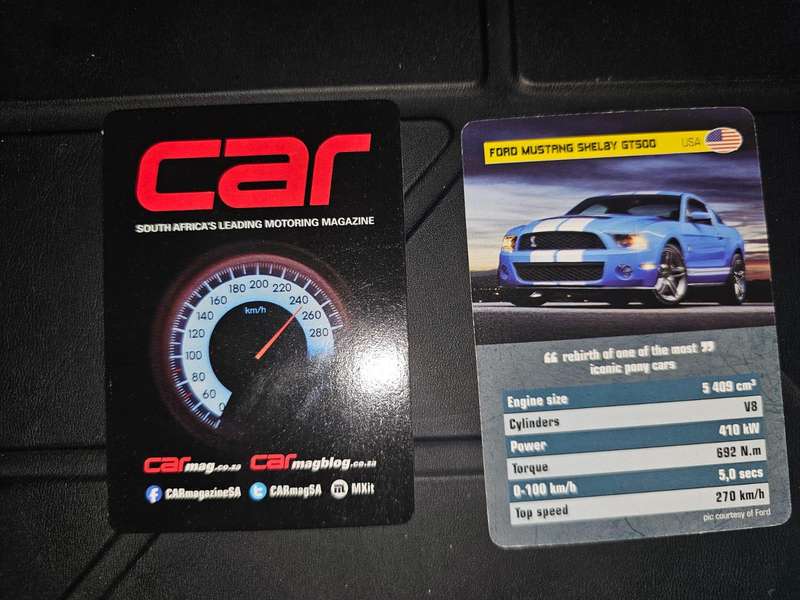 car
SOUTH AFRICA'S LEADING MOTORING MAGAZINE
180 200 220
160 240
140 km/h 260
120 280
100
80
60
0
carmag.co.za carmagblog.co.za
CARmagazineSA CARmagSA MXit
FORD MUSTANG SHELBY GT500 USA
“ rebirth of one of the most ”
iconic pony cars
Engine size 5 409 cm³
Cylinders V8
Power 410 kW
Torque 692 N.m
0-100 km/h 5,0 secs
Top speed 270 km/h
pic courtesy of Ford